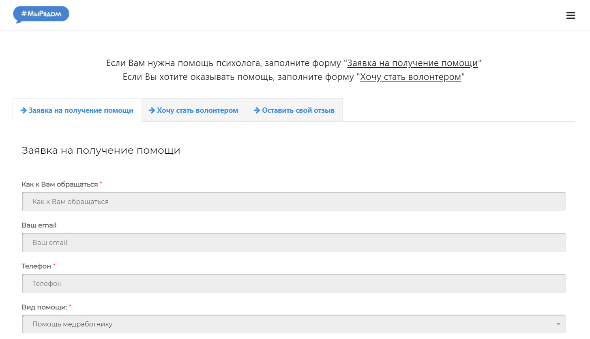 #МыРядом
Если Вам нужна помощь психолога, заполните форму "Заявка на получение помощи"
Если Вы хотите оказывать помощь, заполните форму "Хочу стать волонтером"
→ Заявка на получение помощи → Хочу стать волонтером → Оставить свой отзыв
Заявка на получение помощи
Как к Вам обращаться *
Как к Вам обращаться
Ваш email
Ваш email
Телефон *
Телефон
Вид помощи: *
Помощь медработнику